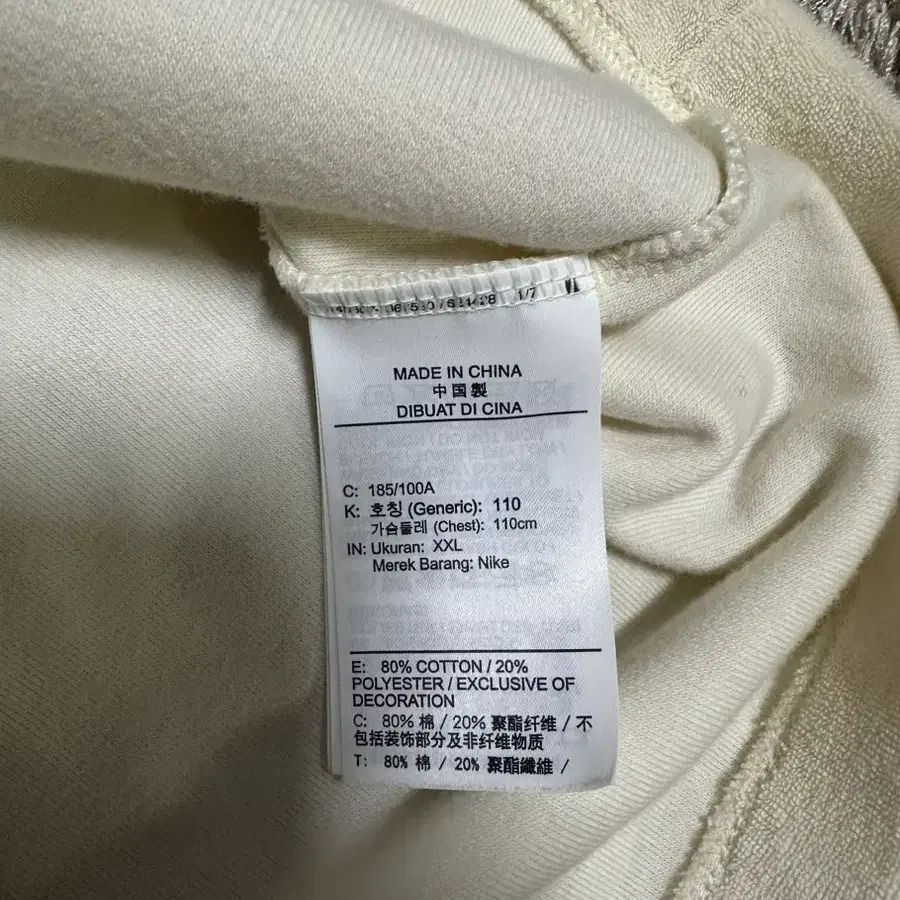 MADE IN CHINA
中国製
DIBUAT DI CINA
C: 185/100A
K: 호칭 (Generic): 110
가슴둘레 (Chest): 110cm
IN: Ukuran: XXL
Merek Barang: Nike
E: 80% COTTON / 20%
POLYESTER / EXCLUSIVE OF
DECORATION
C: 80% 棉 / 20% 聚酯纤维 / 不
包括装饰部分及非纤维物质
T: 80% 棉 / 20% 聚酯纖維 /